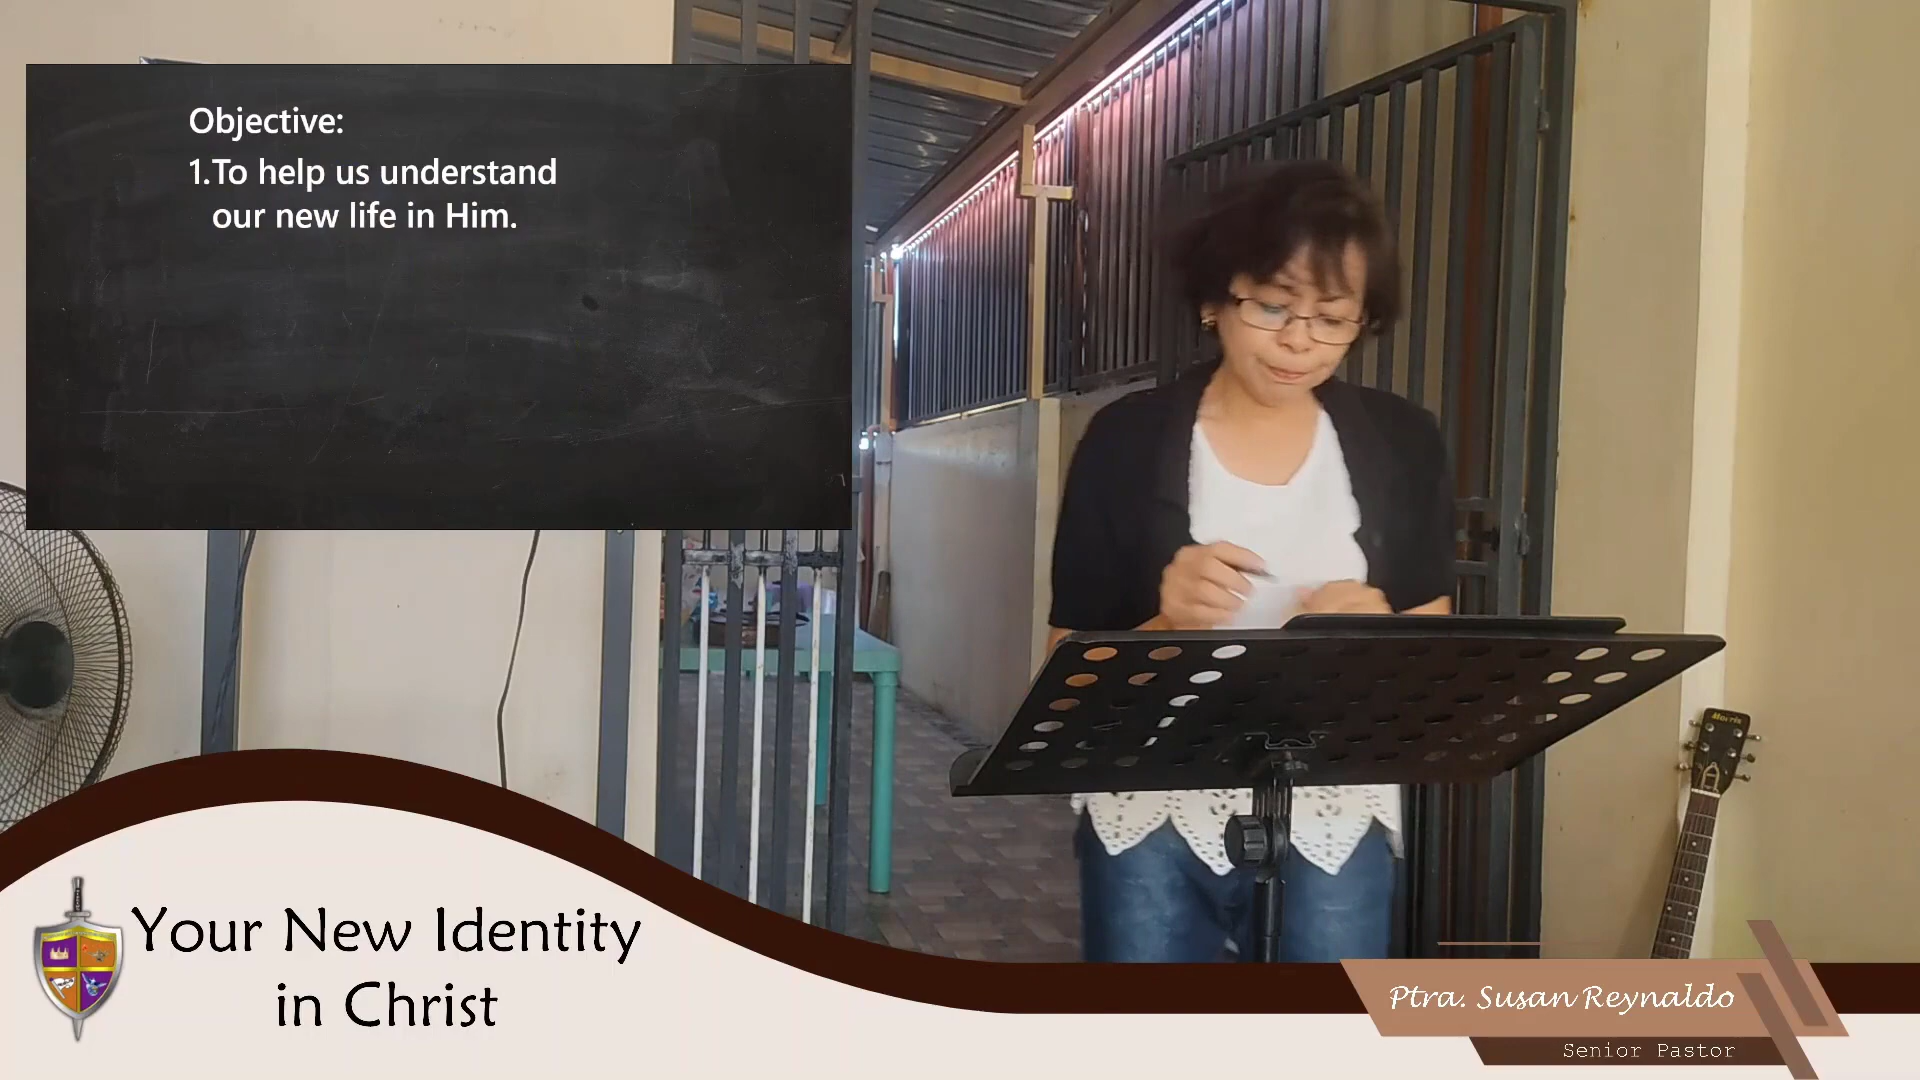 Objective:
1.To help us understand
our new life in Him.
Morris
Your New Identity
in Christ
Ptra. Susan Reynaldo
Senior Pastor